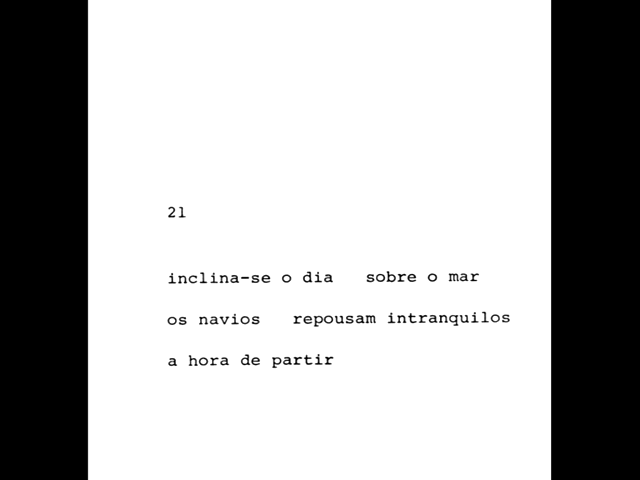 21
inclina-se o dia   sobre o mar
os navios   repousam intranquilos
a hora de partir